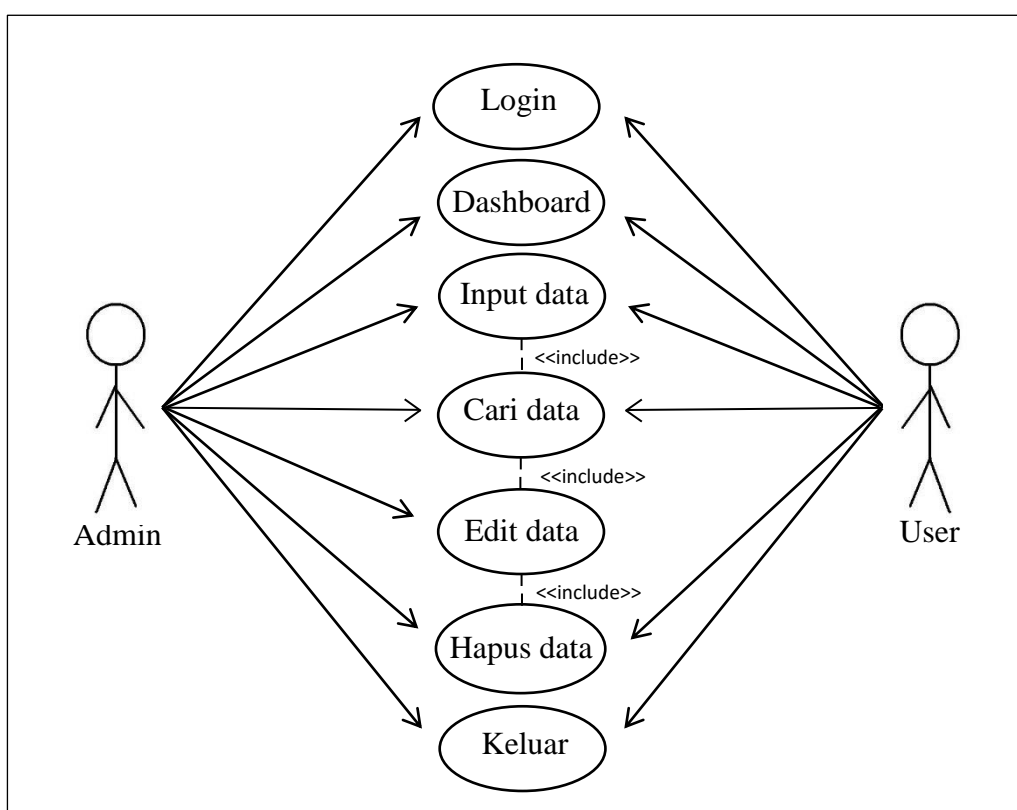 Login
Dashboard
Input data
<<include>>
Cari data
<<include>>
Edit data
Admin
User
<<include>>
Hapus data
Keluar